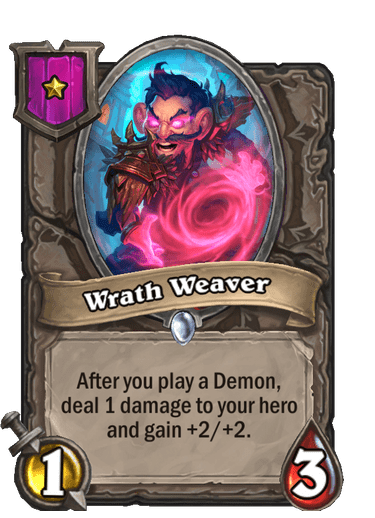 Wrath Weaver
After you play a Demon,
deal 1 damage to your hero
and gain +2/+2.
1
3